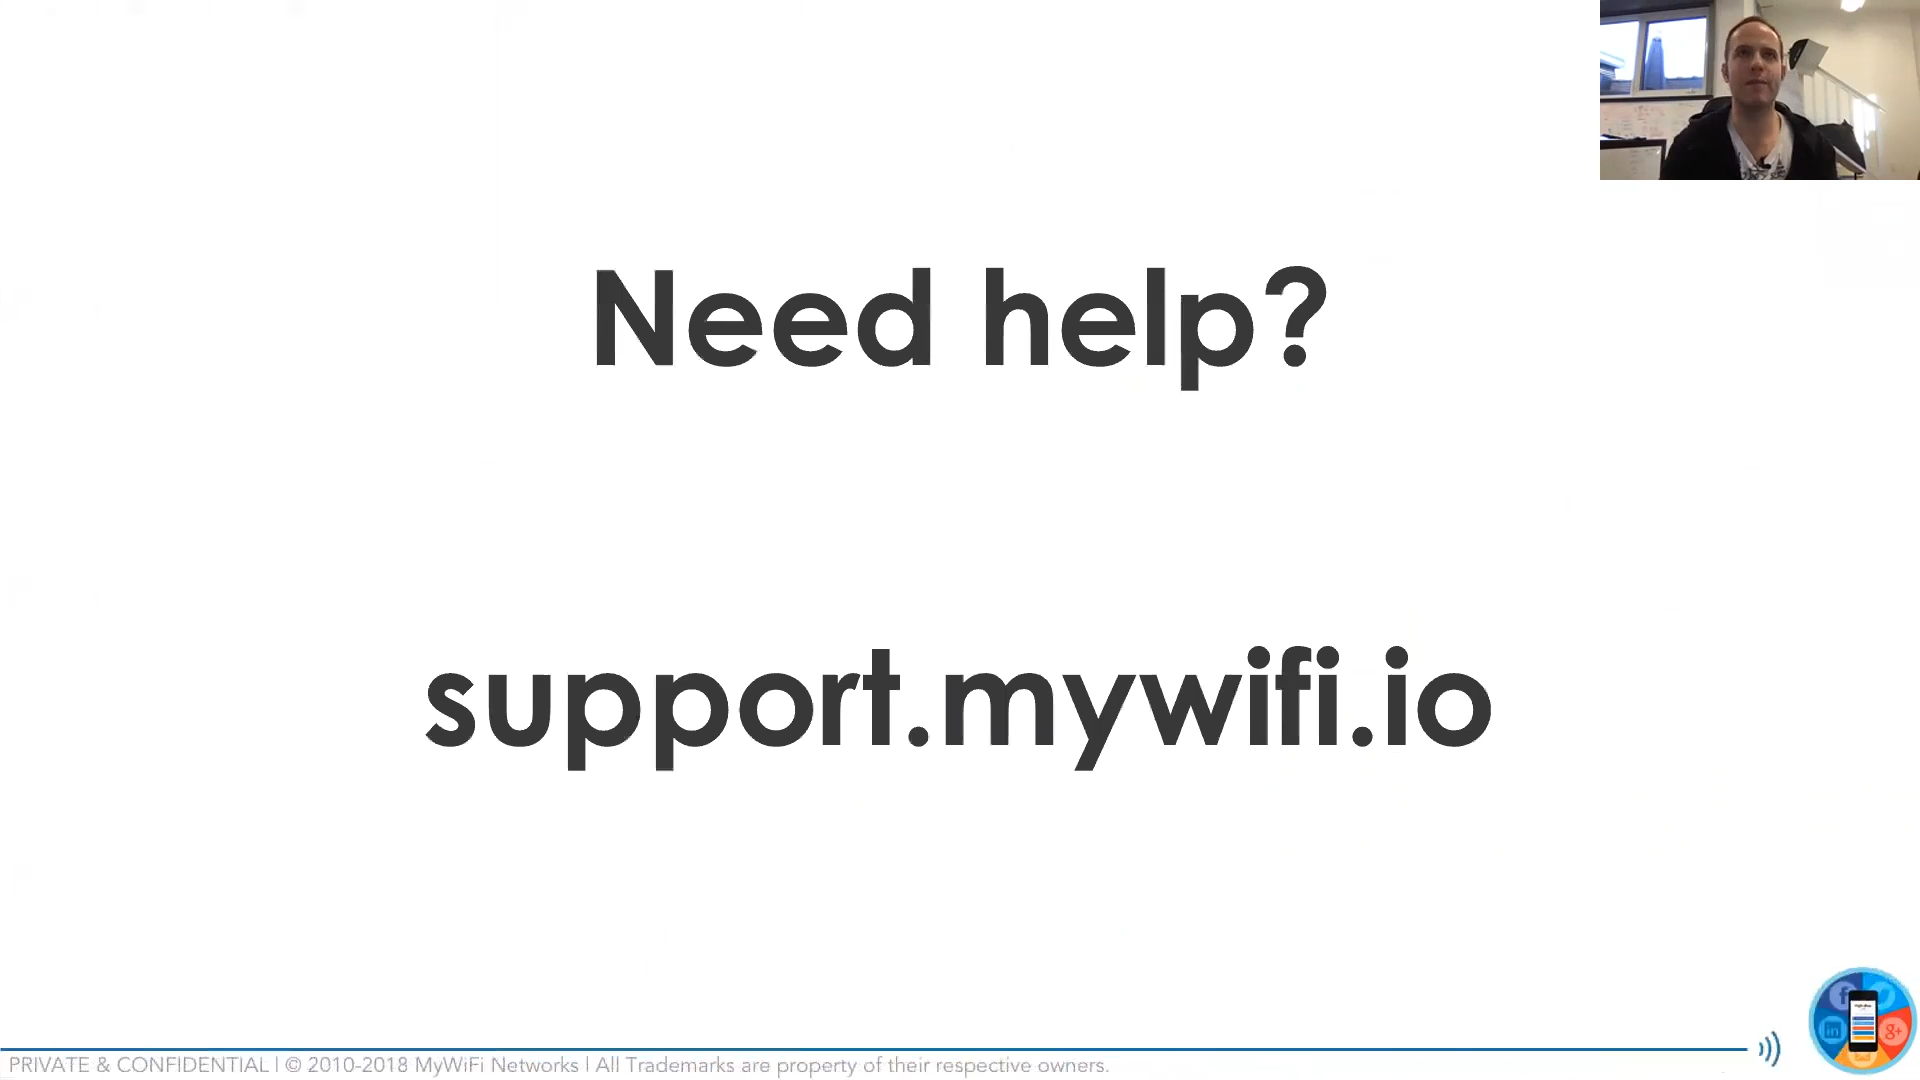 Need help?
support.mywifi.io
PRIVATE & CONFIDENTIAL | © 2010-2018 MyWiFi Networks | All Trademarks are property of their respective owners.